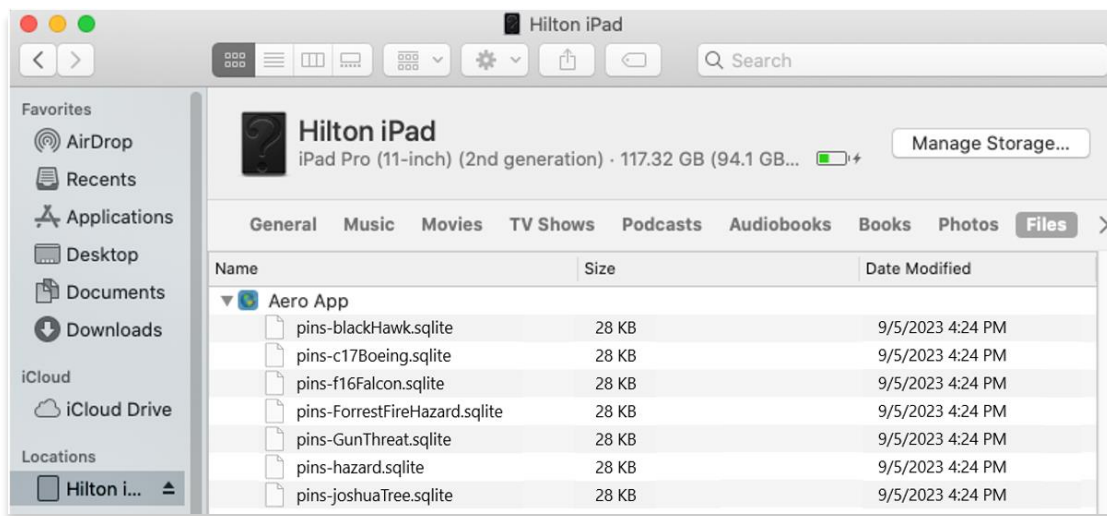 Hilton iPad
Search
Favorites
AirDrop
Recents
Applications
Desktop
Documents
Downloads
iCloud
iCloud Drive
Locations
Hilton i...
Hilton iPad
iPad Pro (11-inch) (2nd generation) · 117.32 GB (94.1 GB...
Manage Storage...
General Music Movies TV Shows Podcasts Audiobooks Books Photos Files
Name Size Date Modified
Aero App
pins-blackHawk.sqlite 28 KB 9/5/2023 4:24 PM
pins-c17Boeing.sqlite 28 KB 9/5/2023 4:24 PM
pins-f16Falcon.sqlite 28 KB 9/5/2023 4:24 PM
pins-ForrestFireHazard.sqlite 28 KB 9/5/2023 4:24 PM
pins-GunThreat.sqlite 28 KB 9/5/2023 4:24 PM
pins-hazard.sqlite 28 KB 9/5/2023 4:24 PM
pins-joshuaTree.sqlite 28 KB 9/5/2023 4:24 PM